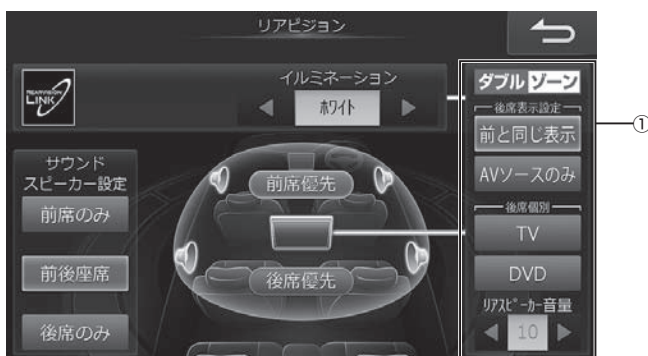 リアビジョン
REARVISION
LINK
イルミネーション
ホワイト
ダブルゾーン
後席表示設定
前と同じ表示
AVソースのみ
後席個別
TV
DVD
リアスピーカー音量
10
サウンド
スピーカー設定
前席のみ
前後座席
後席のみ
前席優先
後席優先
①